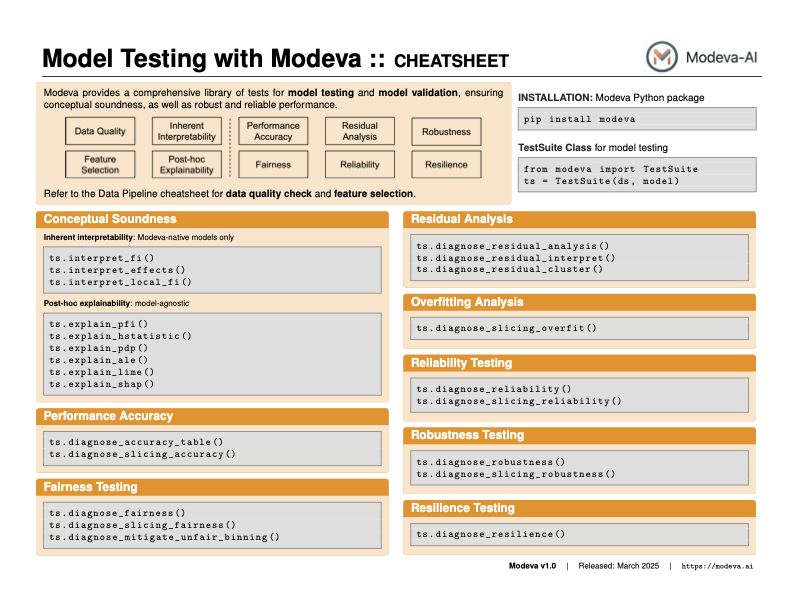 Model Testing with Modeva :: CHEATSHEET
Modeva-AI
Modeva provides a comprehensive library of tests for model testing and model validation, ensuring
conceptual soundness, as well as robust and reliable performance.
Data Quality
Inherent
Interpretability
Performance
Accuracy
Residual
Analysis
Robustness
Feature
Selection
Post-hoc
Explainability
Fairness
Reliability
Resilience
Refer to the Data Pipeline cheatsheet for data quality check and feature selection.
INSTALLATION: Modeva Python package
pip install modeva
TestSuite Class for model testing
from modeva import TestSuite
ts = TestSuite(ds, model)
Conceptual Soundness
Inherent interpretability: Modeva-native models only
ts.interpret_fi()
ts.interpret_effects()
ts.interpret_local_fi()
Post-hoc explainability: model-agnostic
ts.explain_pfi()
ts.explain_hstatistic()
ts.explain_pdp()
ts.explain_ale()
ts.explain_lime()
ts.explain_shap()
Performance Accuracy
ts.diagnose_accuracy_table()
ts.diagnose_slicing_accuracy()
Fairness Testing
ts.diagnose_fairness()
ts.diagnose_slicing_fairness()
ts.diagnose_mitigate_unfair_binning()
Residual Analysis
ts.diagnose_residual_analysis()
ts.diagnose_residual_interpret()
ts.diagnose_residual_cluster()
Overfitting Analysis
ts.diagnose_slicing_overfit()
Reliability Testing
ts.diagnose_reliability()
ts.diagnose_slicing_reliability()
Robustness Testing
ts.diagnose_robustness()
ts.diagnose_slicing_robustness()
Resilience Testing
ts.diagnose_resilience()
Modeva v1.0 | Released: March 2025 | https://modeva.ai